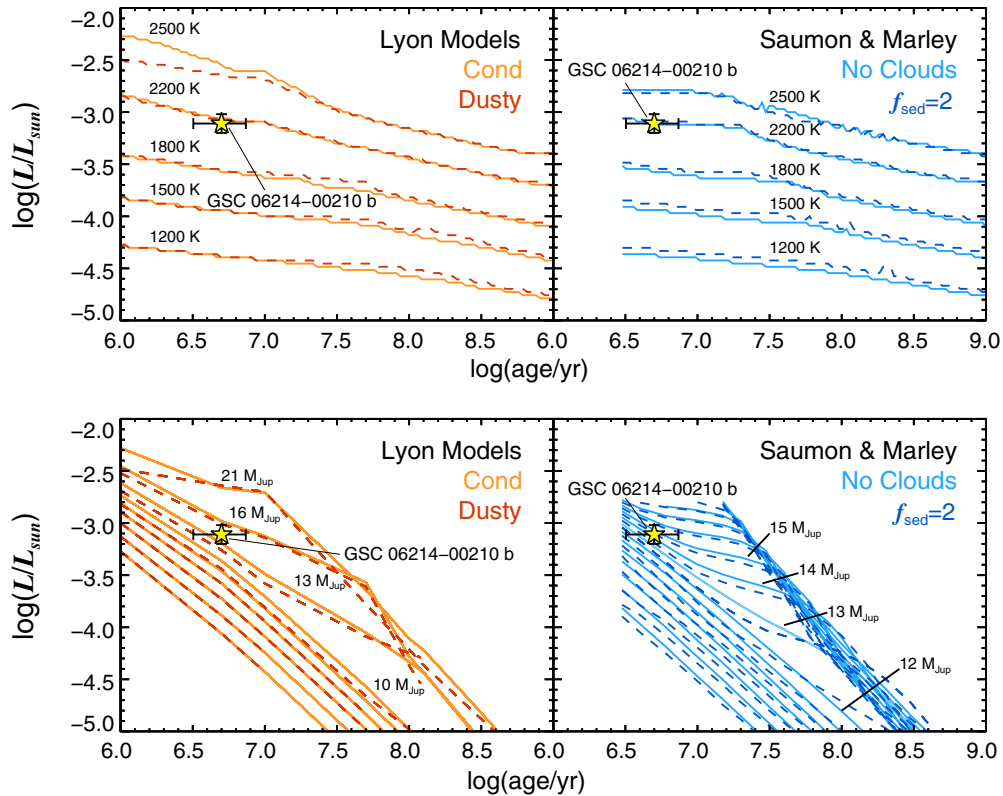 −2.0
−2.5
−3.0
−3.5
−4.0
−4.5
−5.0
log(L/Lsun)
2500 K
2200 K
1800 K
1500 K
1200 K
Lyon Models
Cond
Dusty
GSC 06214−00210 b
Saumon & Marley
No Clouds
fsed=2
GSC 06214−00210 b
2500 K
2200 K
1800 K
1500 K
1200 K
6.0 6.5 7.0 7.5 8.0 8.5 6.0 6.5 7.0 7.5 8.0 8.5 9.0
log(age/yr)
−2.0
−2.5
−3.0
−3.5
−4.0
−4.5
−5.0
log(L/Lsun)
Lyon Models
Cond
Dusty
21 MJup
16 MJup
GSC 06214−00210 b
13 MJup
10 MJup
Saumon & Marley
No Clouds
fsed=2
GSC 06214−00210 b
15 MJup
14 MJup
13 MJup
12 MJup
6.0 6.5 7.0 7.5 8.0 8.5 6.0 6.5 7.0 7.5 8.0 8.5 9.0
log(age/yr)